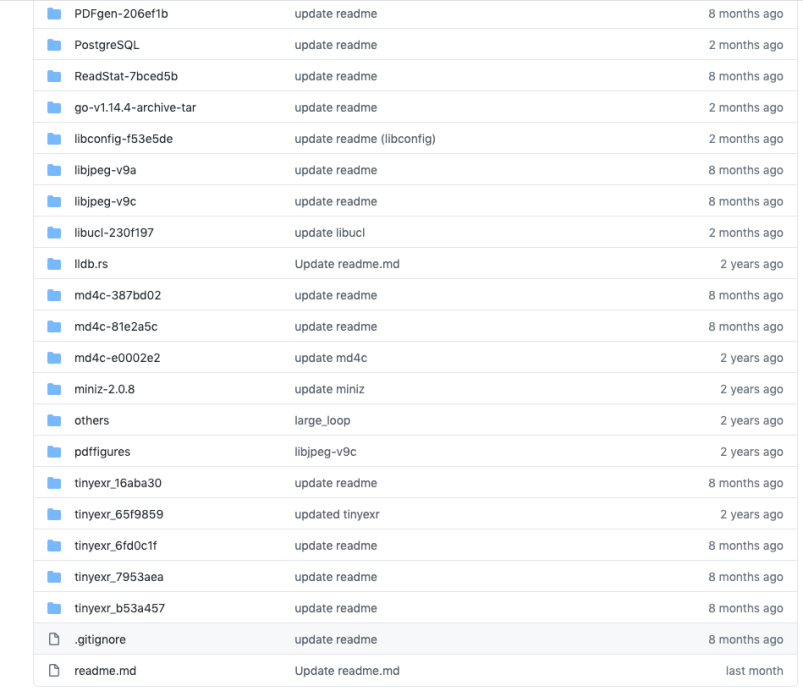 PDFgen-206ef1b update readme 8 months ago
PostgreSQL update readme 2 months ago
ReadStat-7bced5b update readme 8 months ago
go-v1.14.4-archive-tar update readme 2 months ago
libconfig-f53e5de update readme (libconfig) 2 months ago
libjpeg-v9a update readme 8 months ago
libjpeg-v9c update readme 8 months ago
libucl-230f197 update libucl 2 months ago
lldb.rs Update readme.md 2 years ago
md4c-387bd02 update readme 8 months ago
md4c-81e2a5c update readme 8 months ago
md4c-e0002e2 update md4c 2 years ago
miniz-2.0.8 update miniz 2 years ago
others large_loop 2 years ago
pdffigures libjpeg-v9c 2 years ago
tinyexr_16aba30 update readme 8 months ago
tinyexr_65f9859 updated tinyexr 2 years ago
tinyexr_6fd0c1f update readme 8 months ago
tinyexr_7953aea update readme 8 months ago
tinyexr_b53a457 update readme 8 months ago
.gitignore update readme 8 months ago
readme.md Update readme.md last month